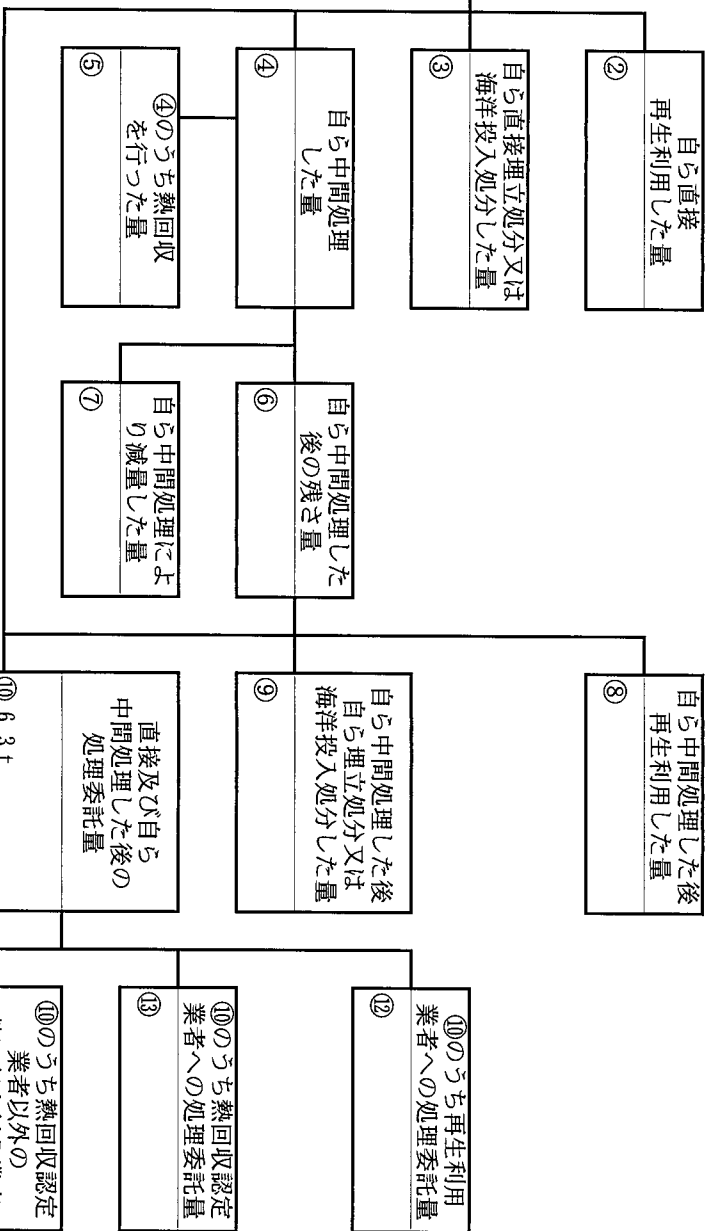 自ら直接
再生利用した量
②
自ら直接埋立処分又は
海洋投入処分した量
③
自ら中間処理
した量
④
④のうち熱回収
を行った量
⑤
自ら中間処理した
後の残さ量
⑥
自ら中間処理によ
り減量した量
⑦
自ら中間処理した後
再生利用した量
⑧
自ら中間処理した後
自ら埋立処分又は
海洋投入処分した量
⑨
直接及び自ら
中間処理した後の
処理委託量
⑩ 63t
⑩のうち再生利用
業者への処理委託量
⑫
⑩のうち熱回収認定
業者への処理委託量
⑬
⑩のうち熱回収認定
業者以外の